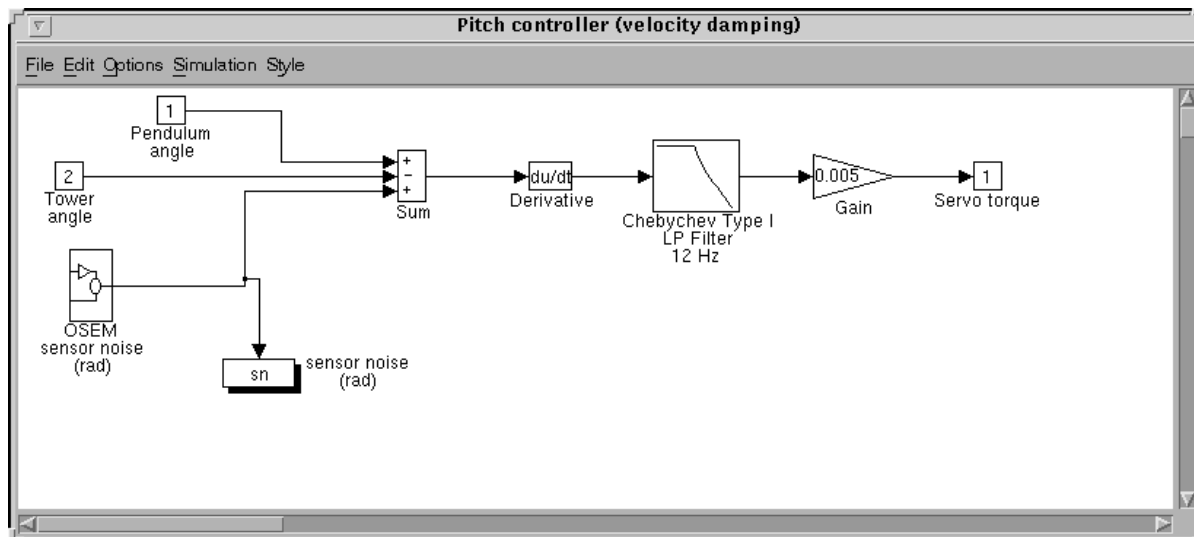 Pitch controller (velocity damping)
File Edit Options Simulation Style
1
Pendulum
angle
2
Tower
angle
+
−
+
Sum
du/dt
Derivative
Chebychev Type I
LP Filter
12 Hz
0.005
Gain
1
Servo torque
OSEM
sensor noise
(rad)
sn
sensor noise
(rad)